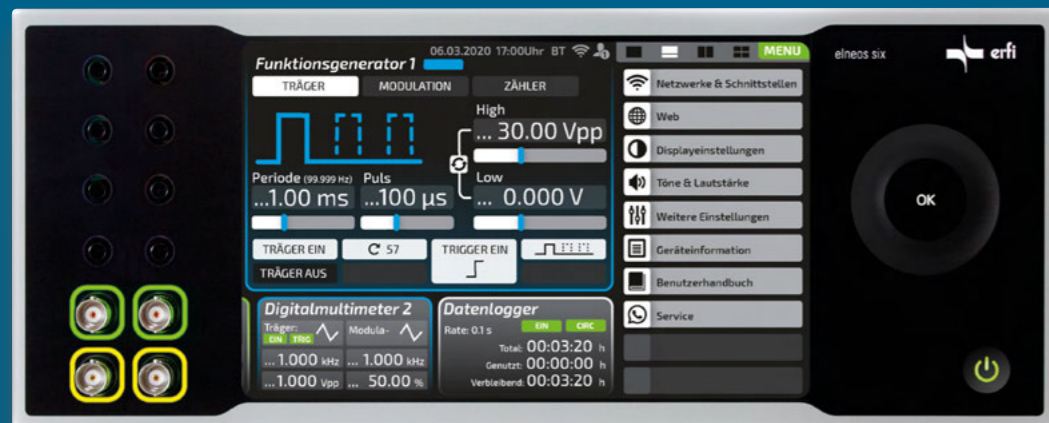 06.03.2020 17:00Uhr BT
MENU
elneos six
erfi
Funktionsgenerator 1
TRÄGER MODULATION ZÄHLER
High
... 30.00 Vpp
Periode (99.999 Hz) Puls Low
...1.00 ms ...100 µs ... 0.000 V
TRÄGER EIN 57 TRIGGER EIN
TRÄGER AUS
Digitalmultimeter 2
Träger: Modula-
EIN TRIG
... 1.000 kHz ... 1.000 kHz
...1.000 Vpp ... 50.00 %
Datenlogger
Rate: 0.1 s EIN CIRC
Total: 00:03:20 h
Genutzt: 00:00:00 h
Verbleibend: 00:03:20 h
Netzwerke & Schnittstellen
Web
Displayeinstellungen
Töne & Lautstärke
Weitere Einstellungen
Geräteinformation
Benutzerhandbuch
Service
OK